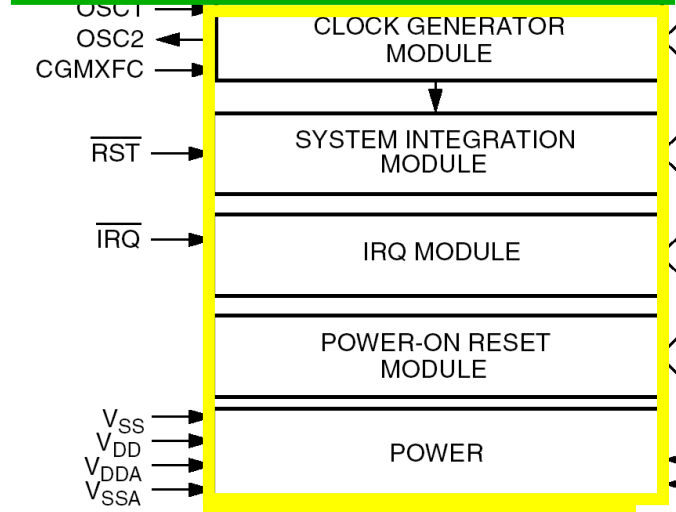 OSC1
OSC2
CGMXFC
CLOCK GENERATOR
MODULE
RST
SYSTEM INTEGRATION
MODULE
IRQ
IRQ MODULE
POWER-ON RESET
MODULE
VSS
VDD
VDDA
VSSA
POWER